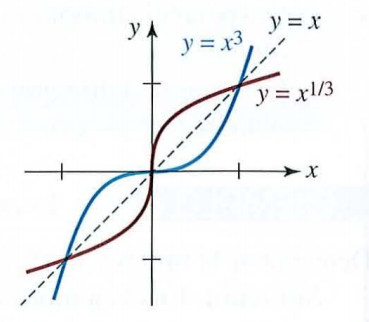 y
y = x
y = x³
y = x^{1/3}
x